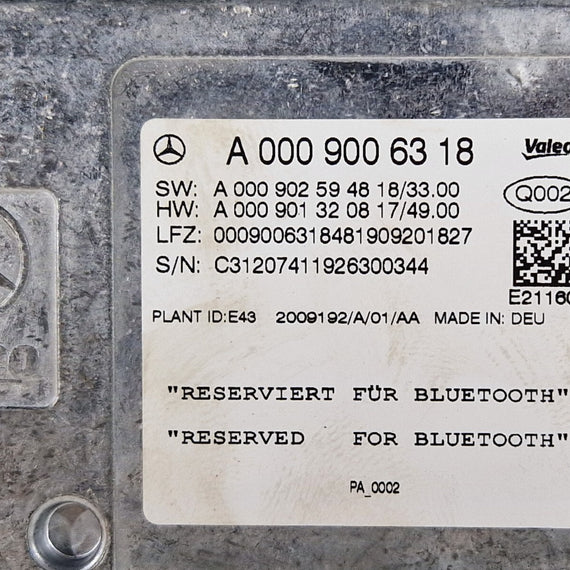 A 000 900 63 18
SW: A 000 902 59 48 18/33.00
HW: A 000 901 32 08 17/49.00
Q002
LFZ: 00090063184819092018​27
S/N: C31207411926300344
PLANT ID:E43 2009192/A/01/AA MADE IN: DEU
"RESERVIERT FÜR BLUETOOTH"
"RESERVED FOR BLUETOOTH"
PA_0002